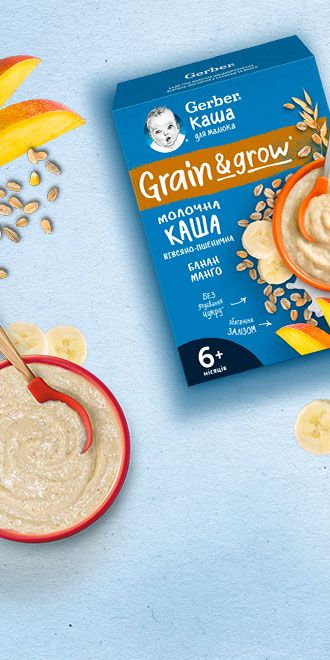 Gerber
Gerber
каша
для малюка
Grain & grow
МОЛОЧНА
КАША
ВІВСЯНО-ПШЕНИЧНА
БАНАН
МАНГО
БЕЗ
додавання
цукру
збагачена
ЗАЛІЗОМ
6+
місяців